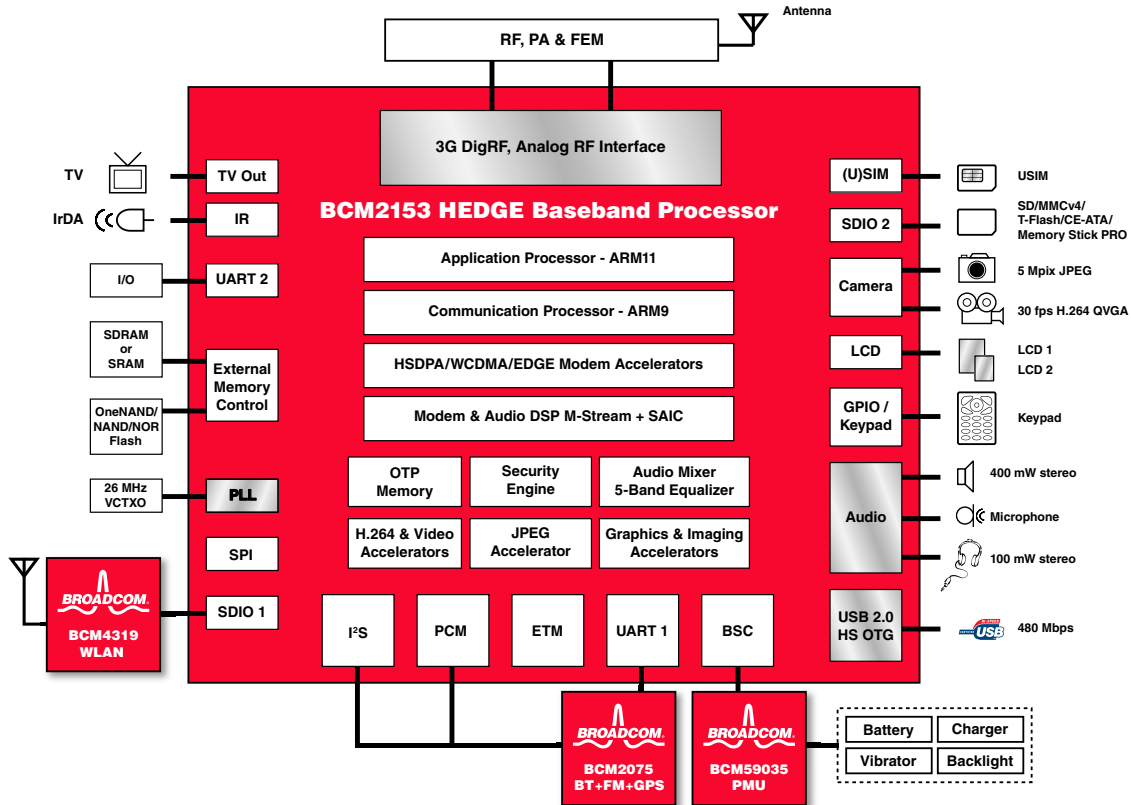 Antenna
RF, PA & FEM
3G DigRF, Analog RF Interface
BCM2153 HEDGE Baseband Processor
Application Processor - ARM11
Communication Processor - ARM9
HSDPA/WCDMA/EDGE Modem Accelerators
Modem & Audio DSP M-Stream + SAIC
OTP
Memory
Security
Engine
Audio Mixer
5-Band Equalizer
H.264 & Video
Accelerators
JPEG
Accelerator
Graphics & Imaging
Accelerators
TV
TV Out
IrDA
IR
I/O
UART 2
SDRAM
or
SRAM
External
Memory
Control
OneNAND/
NAND/NOR
Flash
26 MHz
VCTXO
PLL
SPI
SDIO 1
BROADCOM.
BCM4319
WLAN
(U)SIM
USIM
SDIO 2
SD/MMCv4/
T-Flash/CE-ATA/
Memory Stick PRO
Camera
5 Mpix JPEG
30 fps H.264 QVGA
LCD
LCD 1
LCD 2
GPIO /
Keypad
Keypad
Audio
400 mW stereo
Microphone
100 mW stereo
USB 2.0
HS OTG
USB
480 Mbps
I²S
PCM
ETM
UART 1
BSC
BROADCOM.
BCM2075
BT+FM+GPS
BROADCOM.
BCM59035
PMU
Battery
Charger
Vibrator
Backlight